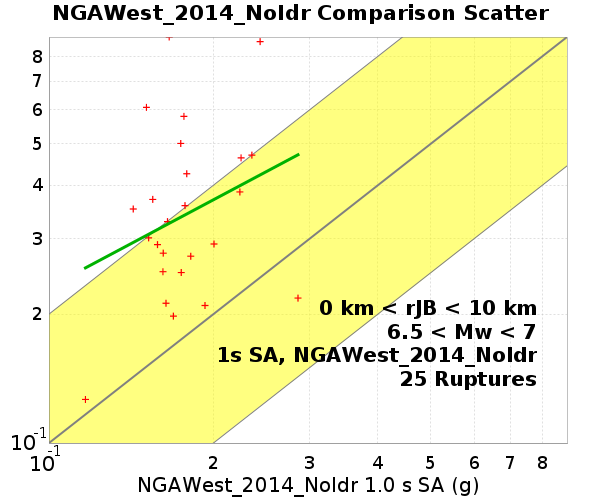 NGAWest_2014_NoIdr Comparison Scatter
8
7
6
5
4
3
2
10-1
0 km < rJB < 10 km
6.5 < Mw < 7
1s SA, NGAWest_2014_NoIdr
25 Ruptures
10-1 2 3 4 5 6 7 8
NGAWest_2014_NoIdr 1.0 s SA (g)